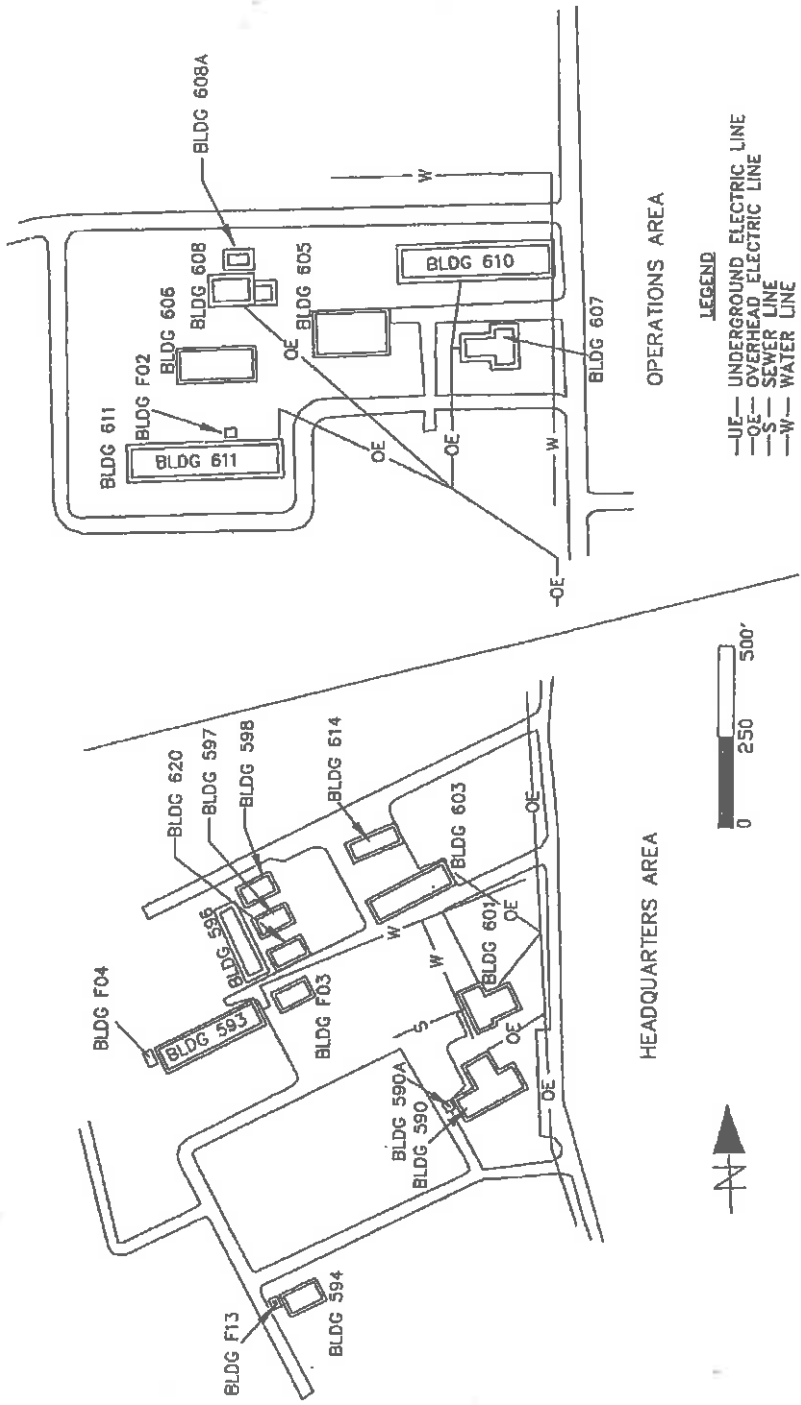 BLDG F13
BLDG 594
BLDG F04
BLDG 593
BLDG F03
BLDG 590A
BLDG 590
BLDG 596
BLDG 620
BLDG 597
BLDG 598
BLDG 614
BLDG 603
BLDG 601
W
W
S
OE
OE
OE
OE
HEADQUARTERS AREA
N
0 250 500'
BLDG 611
BLDG 611
BLDG F02
BLDG 606
BLDG 608
BLDG 608A
BLDG 605
BLDG 610
BLDG 607
OE
OE
OE
OE
W
W
OPERATIONS AREA
LEGEND
—UE— UNDERGROUND ELECTRIC LINE
—OE— OVERHEAD ELECTRIC LINE
—S— SEWER LINE
—W— WATER LINE